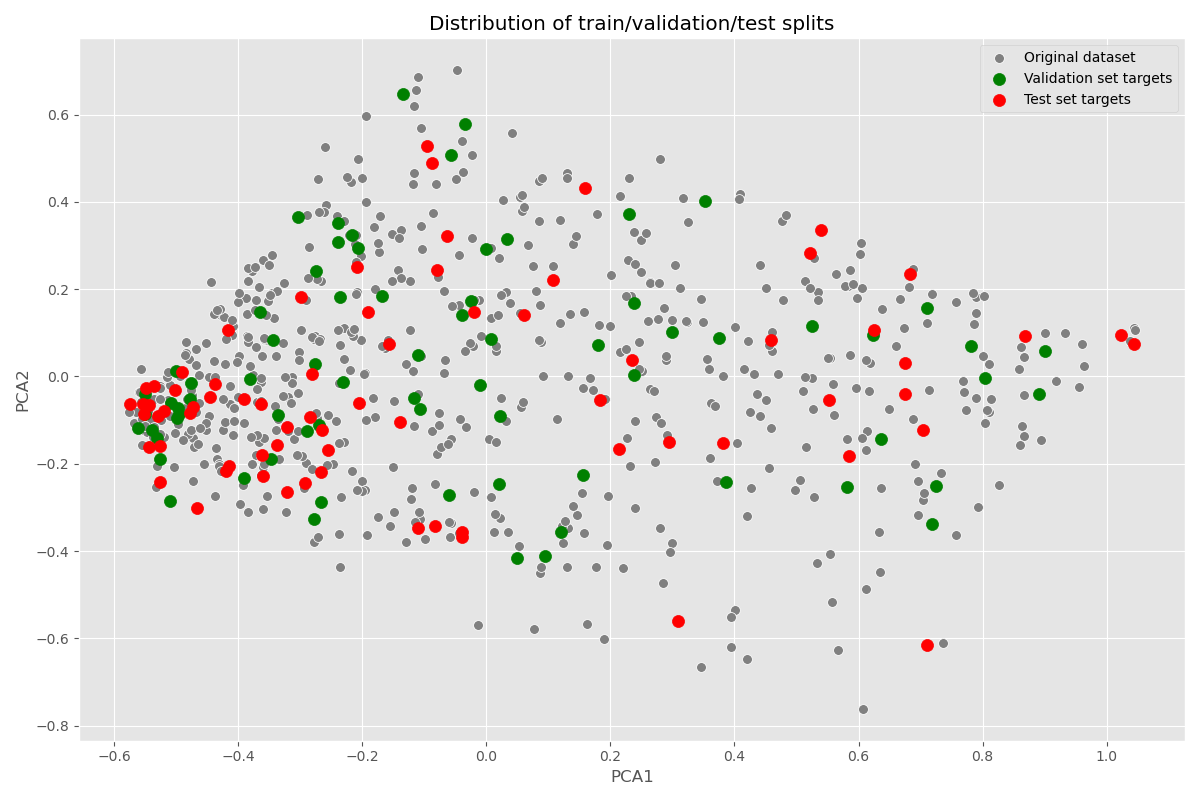 Distribution of train/validation/test splits
Original dataset
Validation set targets
Test set targets
PCA2
0.6
0.4
0.2
0.0
−0.2
−0.4
−0.6
−0.8
−0.6 −0.4 −0.2 0.0 0.2 0.4 0.6 0.8 1.0
PCA1